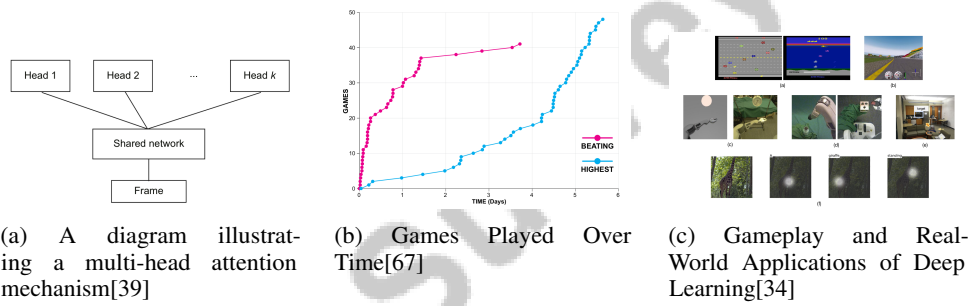 Head 1
Head 2
...
Head k
Shared network
Frame
GAMES
50
40
30
20
10
0
BEATING
HIGHEST
0
1
2
3
4
5
6
TIME (Days)
(a)
(b)
(c)
(d)
(e)
(f)
(a) A diagram illustrat-
ing a multi-head attention
mechanism[39]
(b) Games Played Over
Time[67]
(c) Gameplay and Real-
World Applications of Deep
Learning[34]